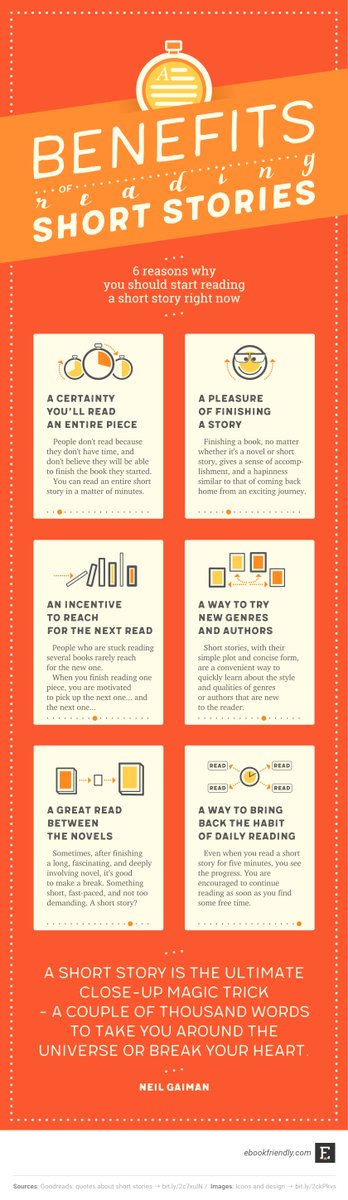 A
BENEFITS
OF reading
SHORT STORIES
6 reasons why
you should start reading
a short story right now
A CERTAINTY
YOU'LL READ
AN ENTIRE PIECE
People don't read because
they don't have time, and
don't believe they will be able
to finish the book they started.
You can read an entire short
story in a matter of minutes.
A PLEASURE
OF FINISHING
A STORY
Finishing a book, no matter
whether it's a novel or short
story, gives a sense of accomp-
lishment, and a hapinness
similar to that of coming back
home from an exciting journey.
AN INCENTIVE
TO REACH
FOR THE NEXT READ
People who are stuck reading
several books rarely reach
for the new one.
When you finish reading one
piece, you are motivated
to pick up the next one... and
the next one...
A WAY TO TRY
NEW GENRES
AND AUTHORS
Short stories, with their
simple plot and concise form,
are a convenient way to
quickly learn about the style
and qualities of genres
or authors that are new
to the reader.
A GREAT READ
BETWEEN
THE NOVELS
Sometimes, after finishing
a long, fascinating, and deeply
involving novel, it's good
to make a break. Something
short, fast-paced, and not too
demanding. A short story?
READ READ
READ READ
A WAY TO BRING
BACK THE HABIT
OF DAILY READING
Even when you read a short
story for five minutes, you see
the progress. You are
encouraged to continue
reading as soon as you find
some free time.
A SHORT STORY IS THE ULTIMATE
CLOSE-UP MAGIC TRICK
– A COUPLE OF THOUSAND WORDS
TO TAKE YOU AROUND THE
UNIVERSE OR BREAK YOUR HEART.
NEIL GAIMAN
ebookfriendly.com E
Sources: Goodreads: quotes about short stories → bit.ly/2c7xulN / Images: Icons and design → bit.ly/2ckPkvs